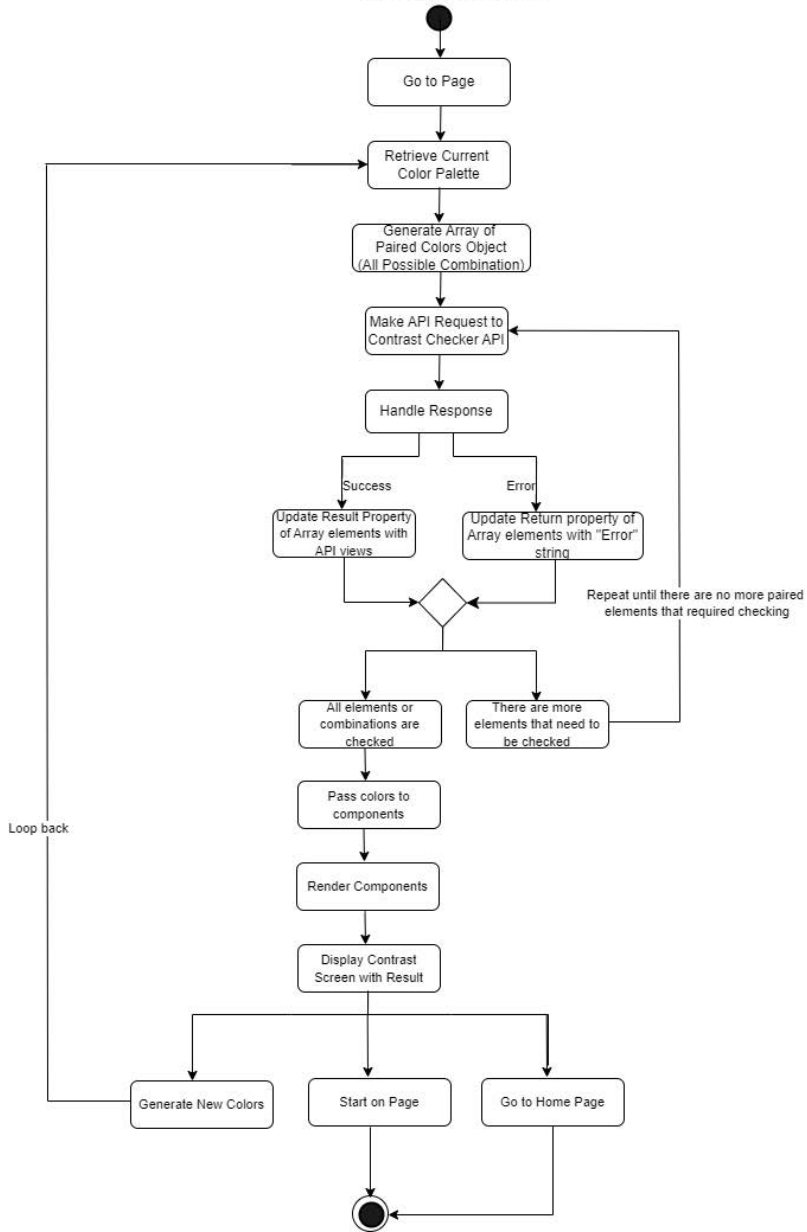 Go to Page
Retrieve Current
Color Palette
Generate Array of
Paired Colors Object
(All Possible Combination)
Make API Request to
Contrast Checker API
Handle Response
Success
Error
Update Result Property
of Array elements with
API views
Update Return property of
Array elements with "Error"
string
Repeat until there are no more paired
elements that required checking
All elements or
combinations are
checked
There are more
elements that need to
be checked
Pass colors to
components
Loop back
Render Components
Display Contrast
Screen with Result
Generate New Colors
Start on Page
Go to Home Page